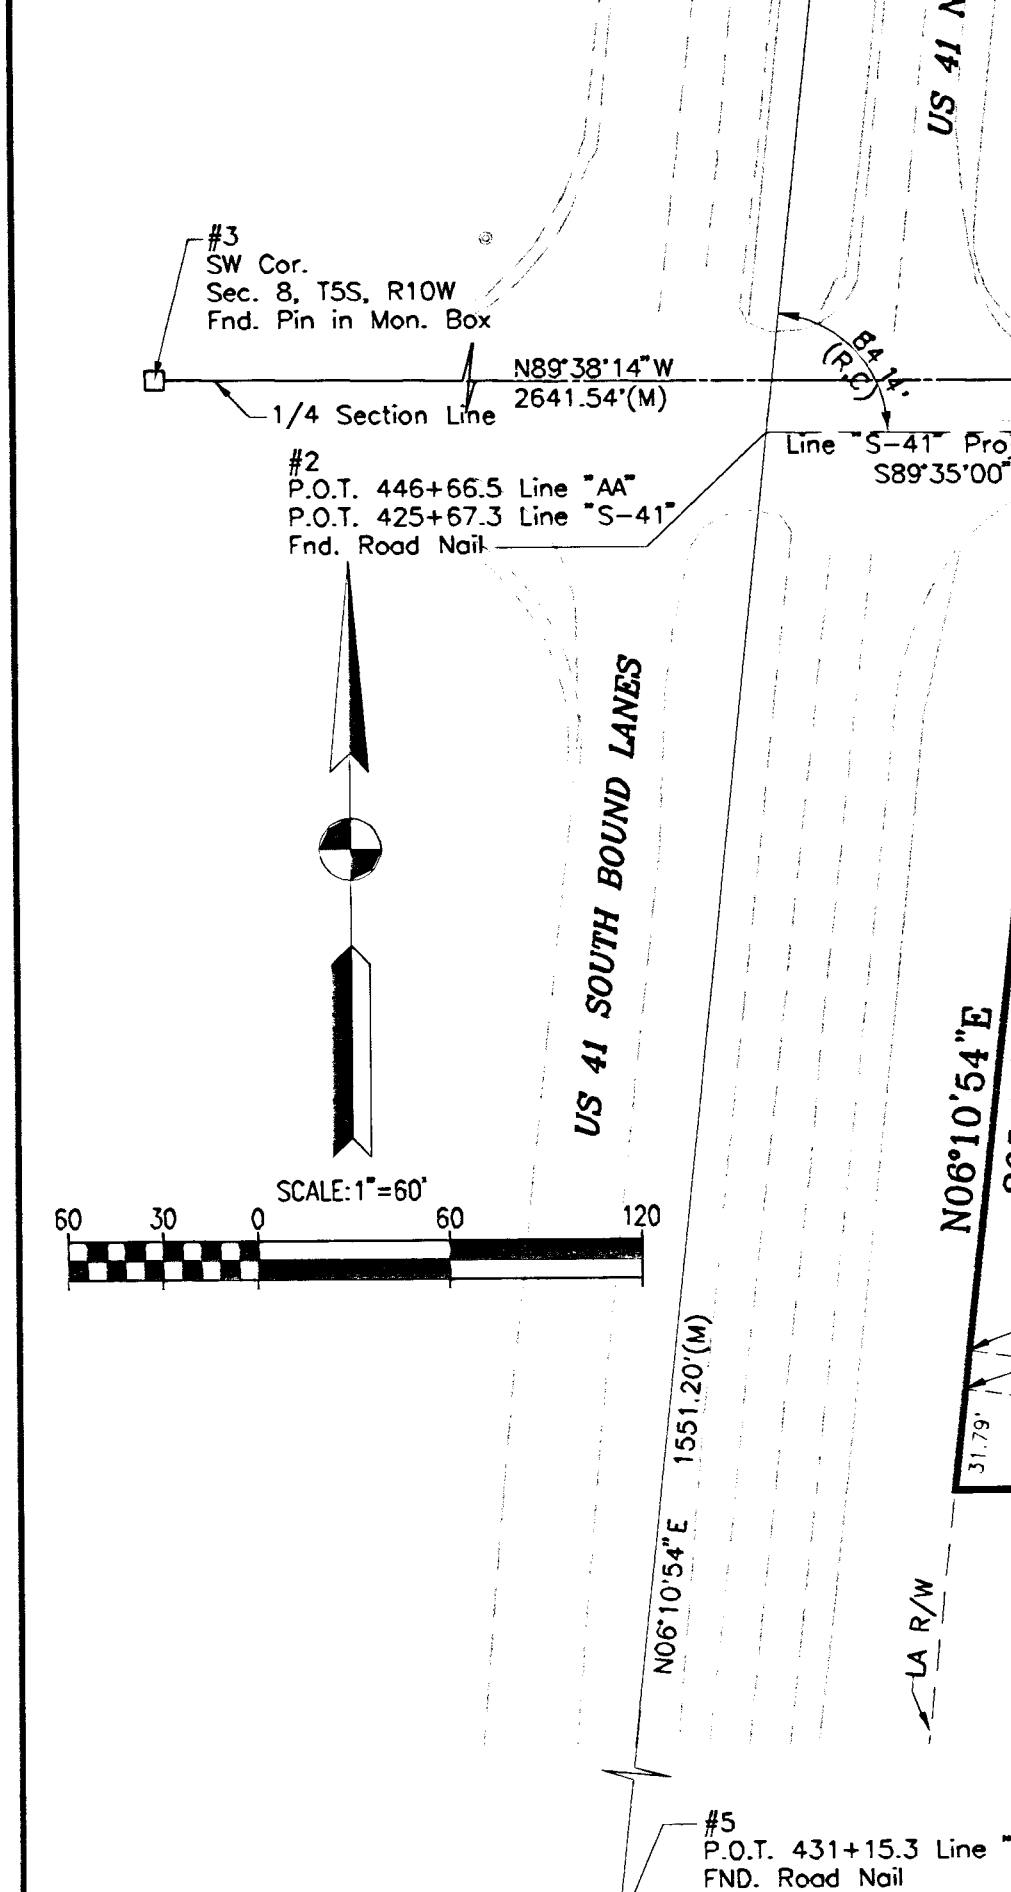 US 41 N
#3
SW Cor.
Sec. 8, T5S, R10W
Fnd. Pin in Mon. Box
N89°38'14"W
2641.54'(M)
1/4 Section Line
84°14'
(R.C)
Line "S-41" Pro
S89°35'00"
#2
P.O.T. 446+66.5 Line "AA"
P.O.T. 425+67.3 Line "S-41"
Fnd. Road Nail
US 41 SOUTH BOUND LANES
N06°10'54"E
SCALE: 1"=60'
60 30 0 60 120
N06°10'54"E 1551.20'(M)
31.79'
LA R/W
#5
P.O.T. 431+15.3 Line "
FND. Road Nail